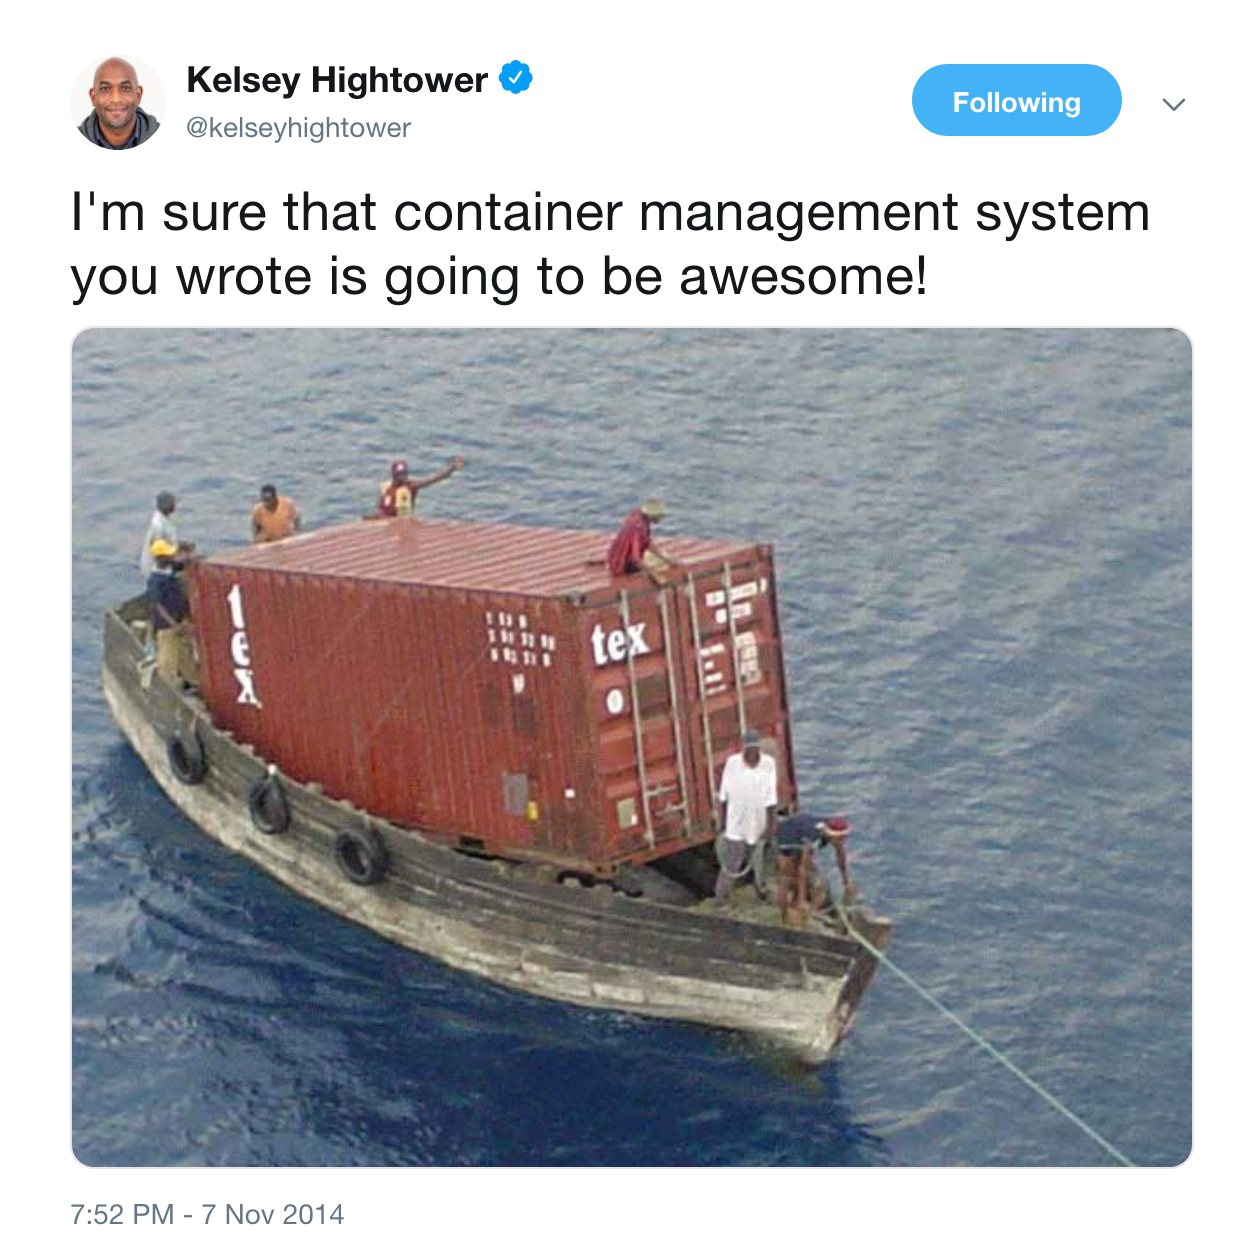 Kelsey Hightower
@kelseyhightower
Following
I'm sure that container management system
you wrote is going to be awesome!
tex
tex
7:52 PM - 7 Nov 2014